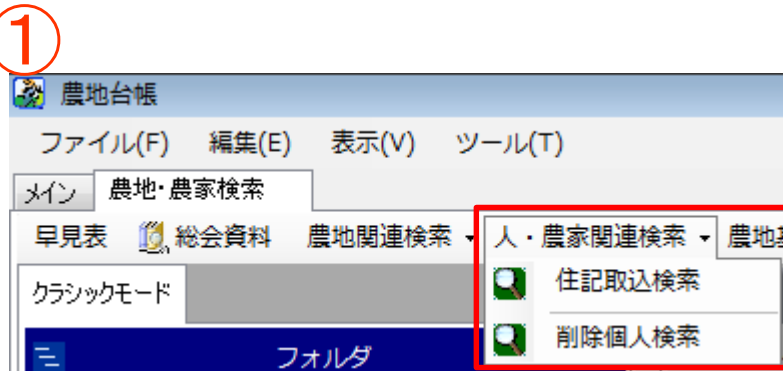 ①
農地台帳
ファイル(F) 編集(E) 表示(V) ツール(T)
メイン 農地・農家検索
早見表 総会資料 農地関連検索 人・農家関連検索 農地
クラシックモード
住記取込検索
フォルダ
削除個人検索